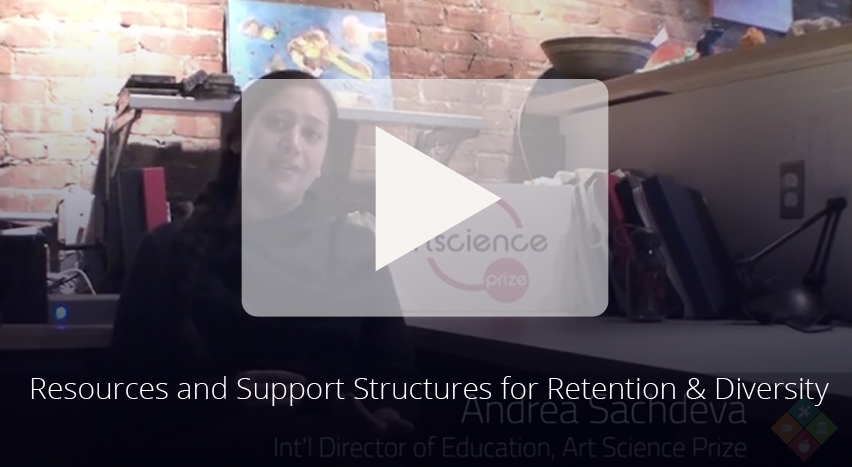 artscience
prize
Resources and Support Structures for Retention & Diversity
Andrea Sachdeva
Int'l Director of Education, Art Science Prize